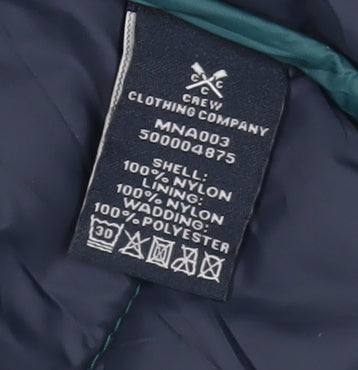 C C
C C
CREW
CLOTHING COMPANY
MNA003
500004875
SHELL:
100% NYLON
LINING:
100% NYLON
WADDING:
100% POLYESTER
30